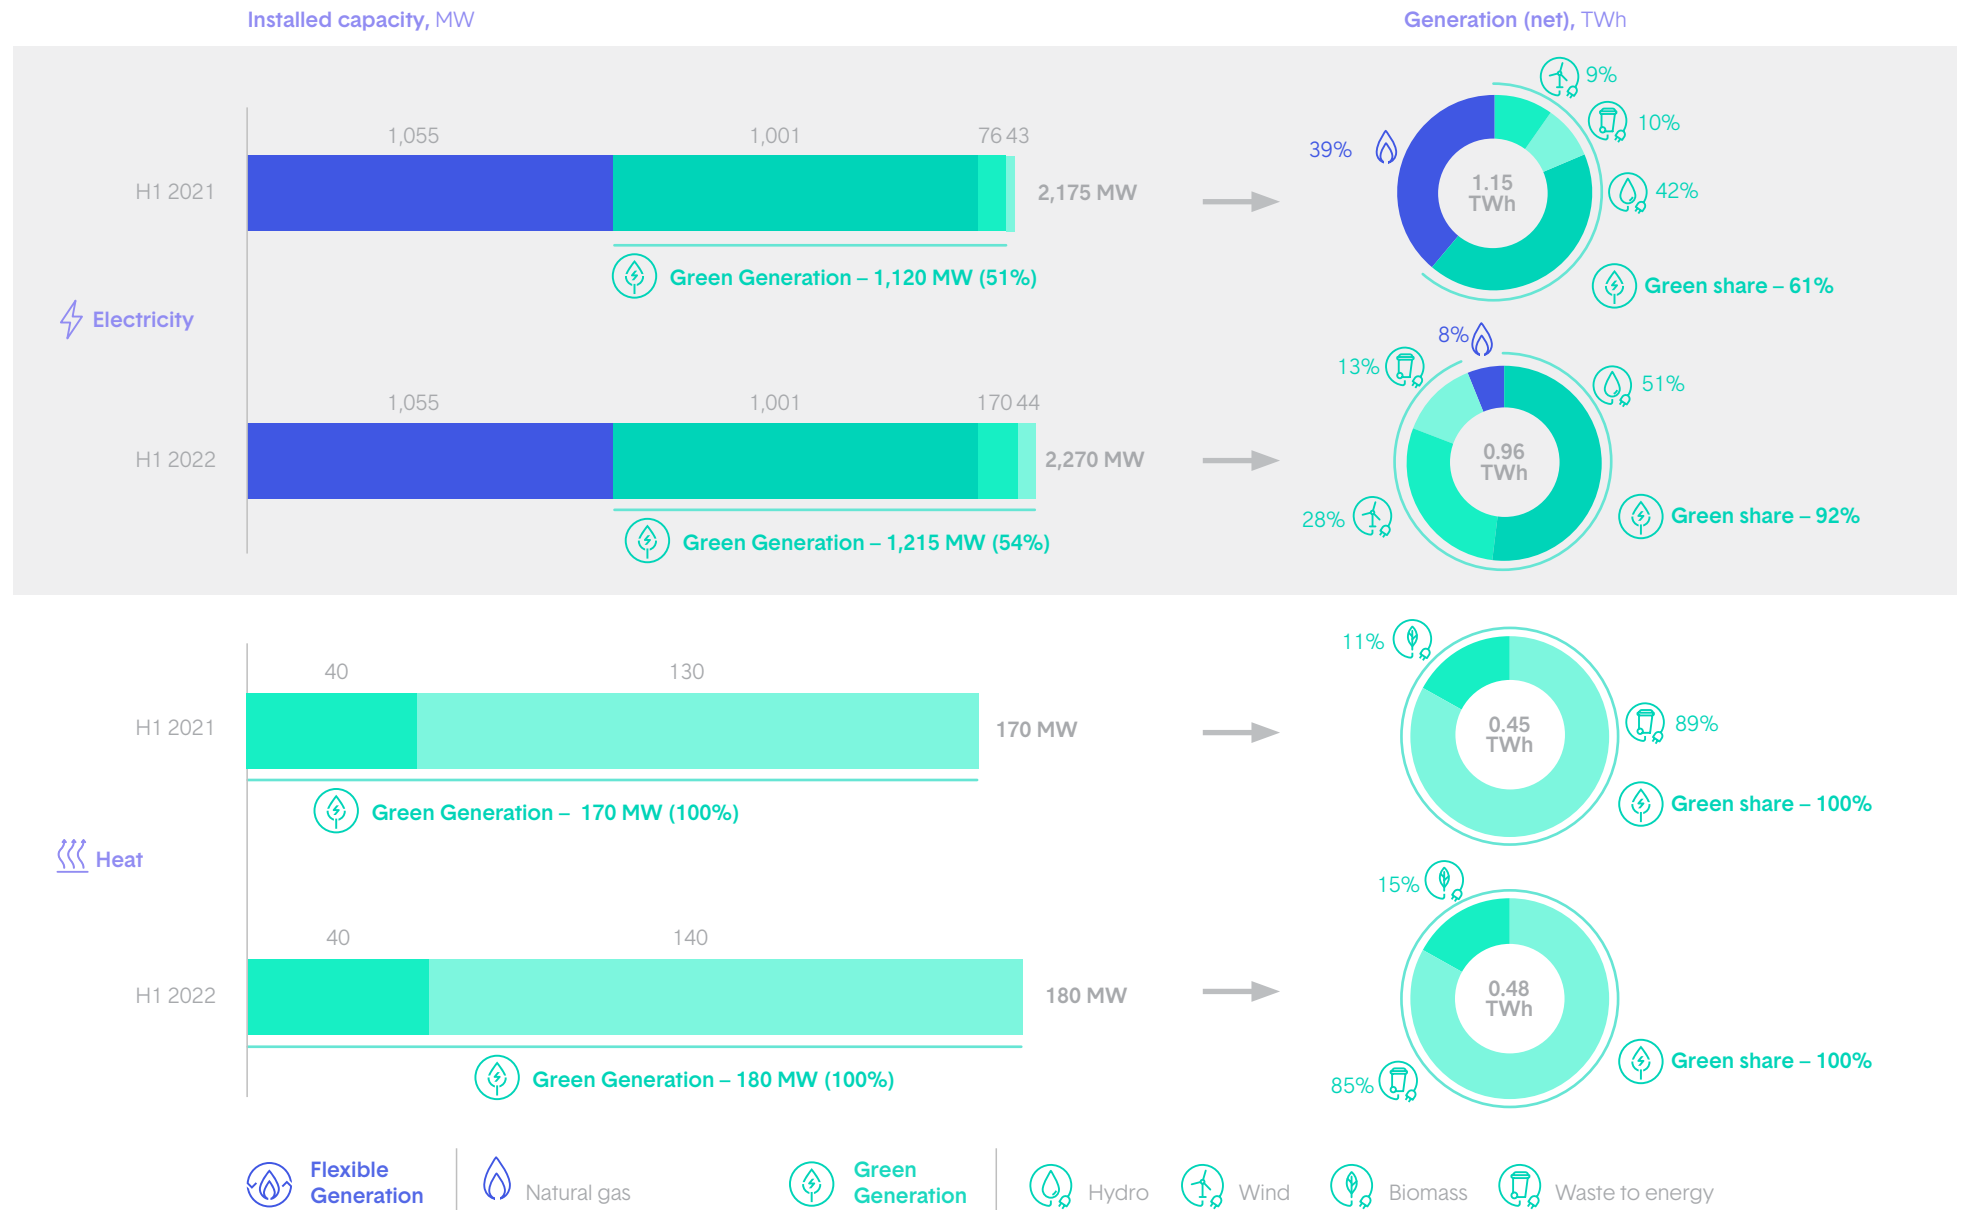 Installed capacity, MW
Generation (net), TWh
Electricity
H1 2021
1,055
1,001
76
43
2,175 MW
Green Generation – 1,120 MW (51%)
39%
9%
10%
42%
1.15
TWh
Green share – 61%
H1 2022
1,055
1,001
170
44
2,270 MW
Green Generation – 1,215 MW (54%)
8%
13%
51%
28%
0.96
TWh
Green share – 92%
Heat
H1 2021
40
130
170 MW
Green Generation – 170 MW (100%)
11%
89%
0.45
TWh
Green share – 100%
H1 2022
40
140
180 MW
Green Generation – 180 MW (100%)
15%
85%
0.48
TWh
Green share – 100%
Flexible
Generation
Natural gas
Green
Generation
Hydro
Wind
Biomass
Waste to energy